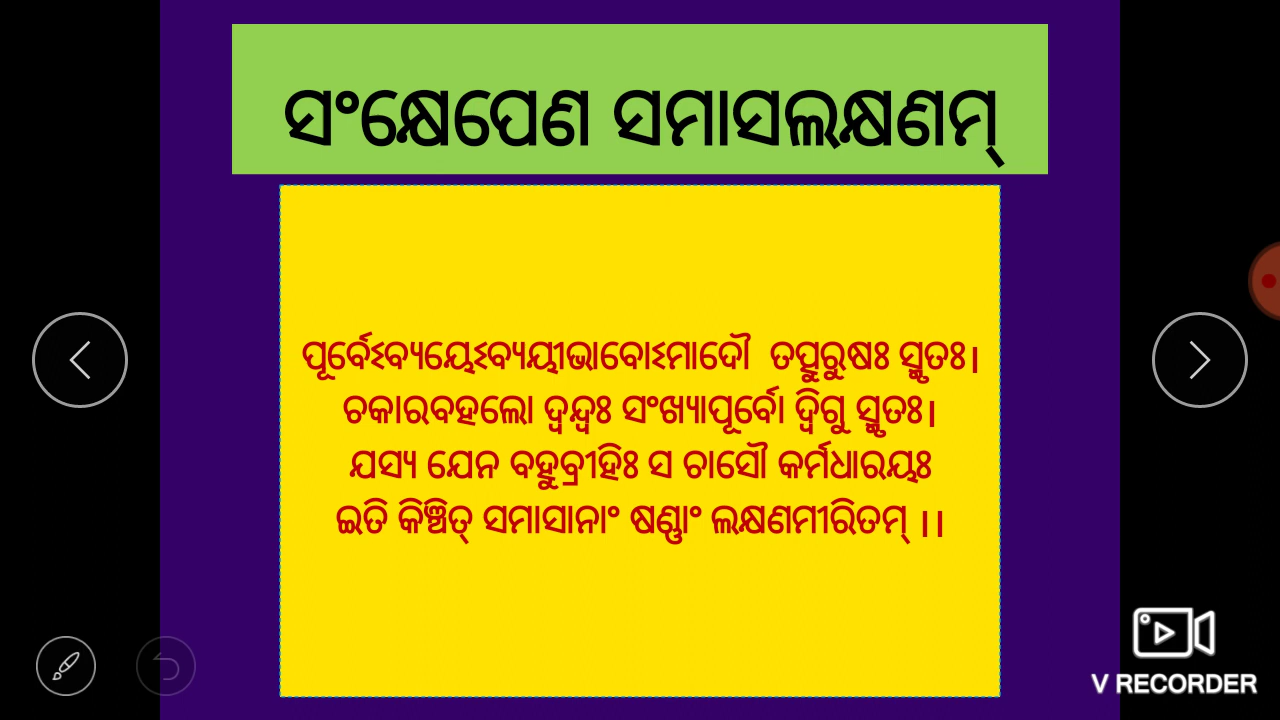 ସଂକ୍ଷେପେଣ ସମାସଲକ୍ଷଣମ୍
ପୂର୍ବେଽବ୍ୟୟେଽବ୍ୟୟୀଭାବୋଽମାଦୌ ତତ୍ପୁରୁଷଃ ସ୍ମୃତଃ।
ଚକାରବହଲୋ ଦ୍ୱନ୍ଦ୍ୱଃ ସଂଖ୍ୟାପୂର୍ବୋ ଦ୍ୱିଗୁ ସ୍ମୃତଃ।
ଯସ୍ୟ ଯେନ ବହୁବ୍ରୀହିଃ ସ ଚାସୌ କର୍ମଧାରୟଃ
ଇତି କିଞ୍ଚିତ୍ ସମାସାନାଂ ଷଣ୍ଣାଂ ଲକ୍ଷଣମୀରିତମ୍ ।।
V RECORDER